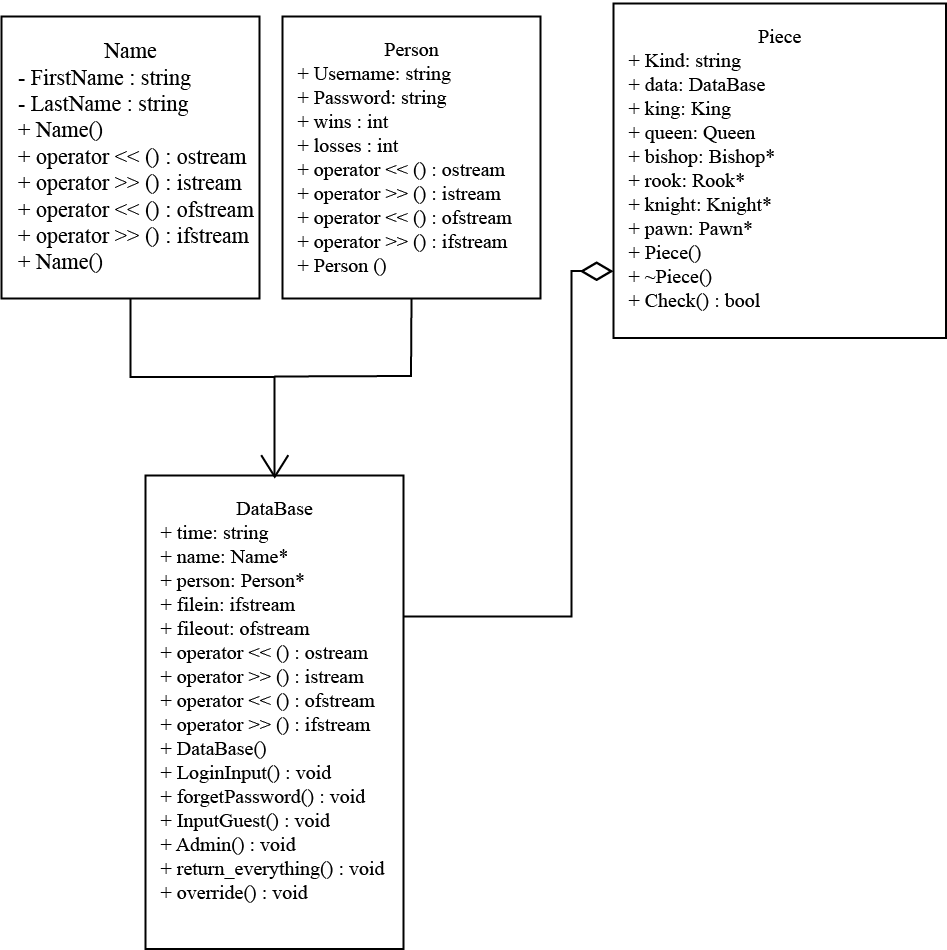 Name
- FirstName : string
- LastName : string
+ Name()
+ operator << () : ostream
+ operator >> () : istream
+ operator << () : ofstream
+ operator >> () : ifstream
+ Name()
Person
+ Username: string
+ Password: string
+ wins : int
+ losses : int
+ operator << () : ostream
+ operator >> () : istream
+ operator << () : ofstream
+ operator >> () : ifstream
+ Person ()
Piece
+ Kind: string
+ data: DataBase
+ king: King
+ queen: Queen
+ bishop: Bishop*
+ rook: Rook*
+ knight: Knight*
+ pawn: Pawn*
+ Piece()
+ ~Piece()
+ Check() : bool
DataBase
+ time: string
+ name: Name*
+ person: Person*
+ filein: ifstream
+ fileout: ofstream
+ operator << () : ostream
+ operator >> () : istream
+ operator << () : ofstream
+ operator >> () : ifstream
+ DataBase()
+ LoginInput() : void
+ forgetPassword() : void
+ InputGuest() : void
+ Admin() : void
+ return_everything() : void
+ override() : void